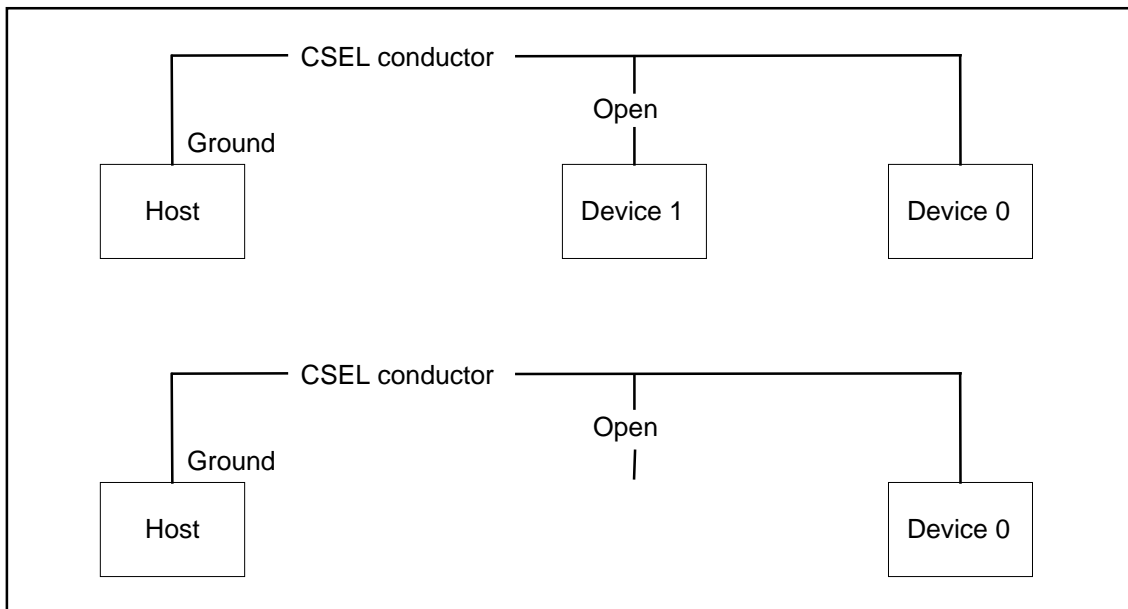 CSEL conductor
Open
Ground
Host
Device 1
Device 0
CSEL conductor
Open
Ground
Host
Device 0